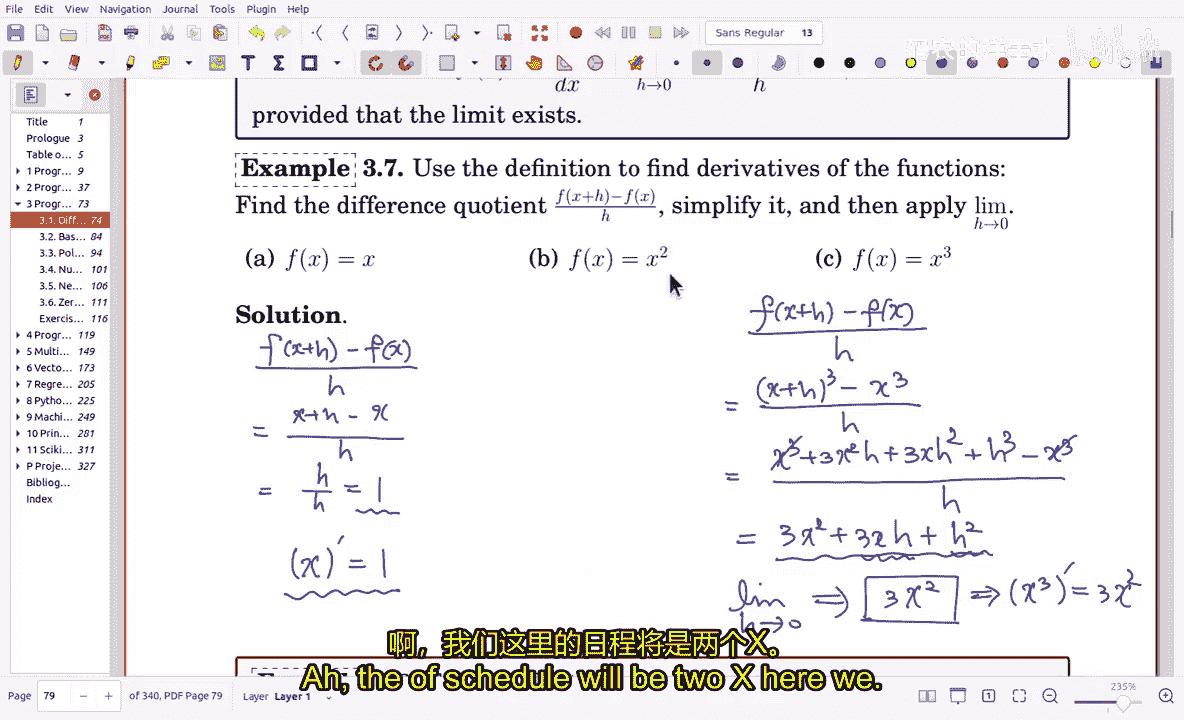 File Edit View Navigation Journal Tools Plugin Help
Sans Regular 13
Title 1
Prologue 3
Table o... 5
1 Progr... 9
2 Progr... 37
3 Progr... 73
3.1. Diff... 74
3.2. Bas... 84
3.3. Pol... 94
3.4. Nu... 101
3.5. Ne... 106
3.6. Zer... 111
Exercis... 116
4 Progr... 119
5 Multi... 149
6 Vecto... 173
7 Regre... 205
8 Pytho... 225
9 Machi... 249
10 Prin... 281
11 Sciki... 311
P Proje... 327
Bibliog...
Index
dx h→0 h
provided that the limit exists.
Example 3.7. Use the definition to find derivatives of the functions:
Find the difference quotient f(x+h)−f(x)/h, simplify it, and then apply lim h→0.
(a) f(x) = x (b) f(x) = x² (c) f(x) = x³
Solution.
f(x+h) - f(x)
h
= x+h - x
h
= h/h = 1
(x)′ = 1
f(x+h) - f(x)
h
= (x+h)³ - x³
h
= x³+3x²h+3xh²+h³-x³
h
= 3x²+3xh+h²
lim h→0 ⟹ 3x² ⟹ (x³)′ = 3x²
啊，我们这里的日程将是两个X。
Ah, the of schedule will be two X here we.
Page 79 − + of 340, PDF Page 79 Layer Layer 1 235%